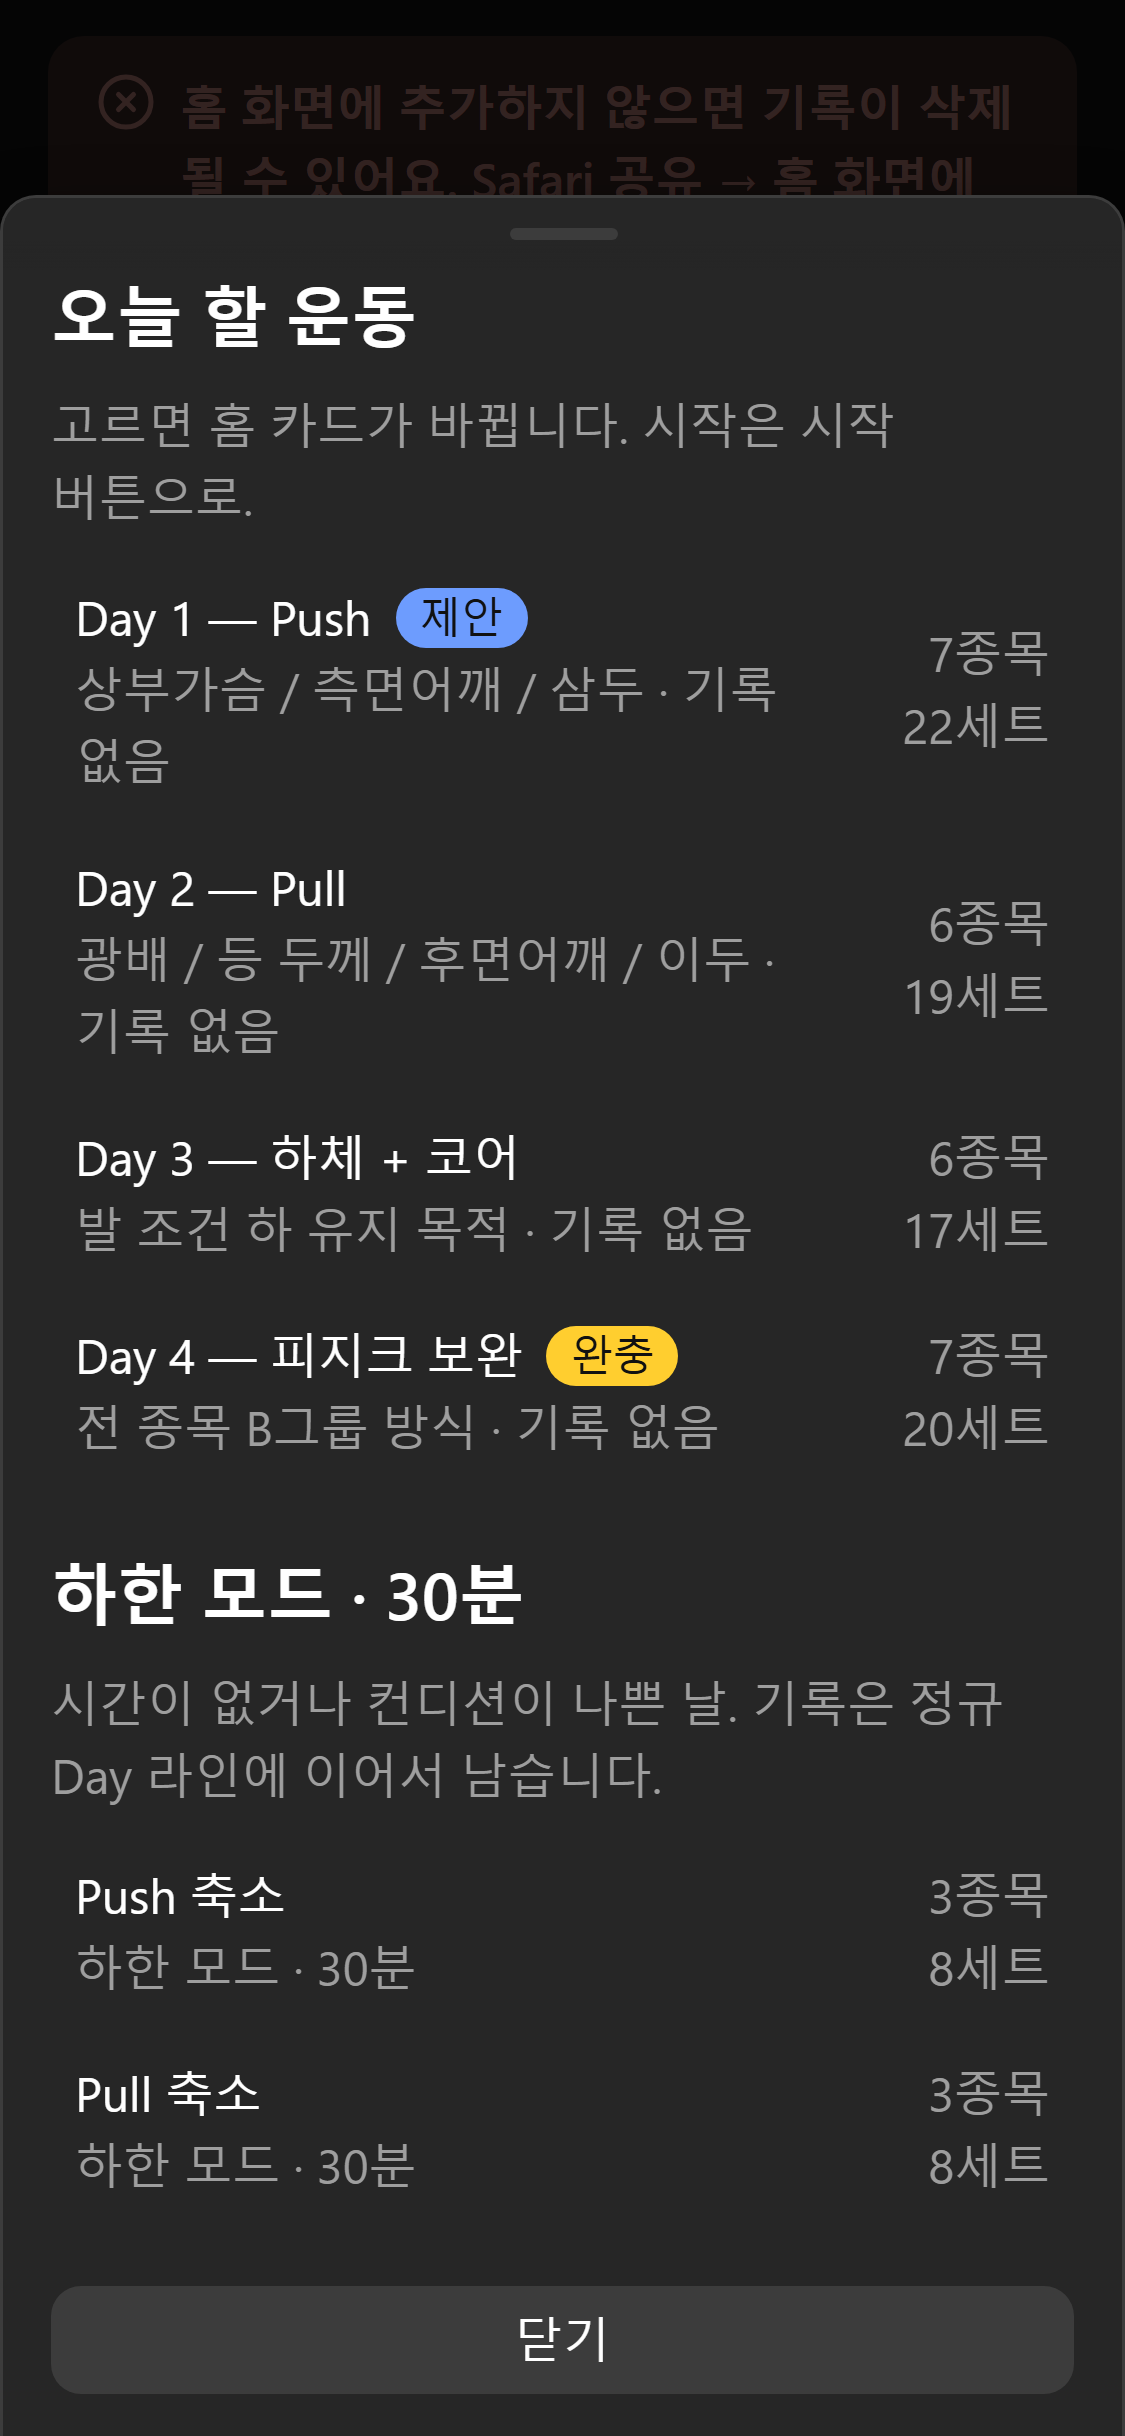 홈 화면에 추가하지 않으면 기록이 삭제
될 수 있어요. Safari 공유 → 홈 화면에
오늘 할 운동
고르면 홈 카드가 바뀝니다. 시작은 시작
버튼으로.
Day 1 — Push 제안
상부가슴 / 측면어깨 / 삼두 · 기록
없음
7종목
22세트
Day 2 — Pull
광배 / 등 두께 / 후면어깨 / 이두 ·
기록 없음
6종목
19세트
Day 3 — 하체 + 코어
발 조건 하 유지 목적 · 기록 없음
6종목
17세트
Day 4 — 피지크 보완 완충
전 종목 B그룹 방식 · 기록 없음
7종목
20세트
하한 모드 · 30분
시간이 없거나 컨디션이 나쁜 날. 기록은 정규
Day 라인에 이어서 남습니다.
Push 축소
하한 모드 · 30분
3종목
8세트
Pull 축소
하한 모드 · 30분
3종목
8세트
닫기